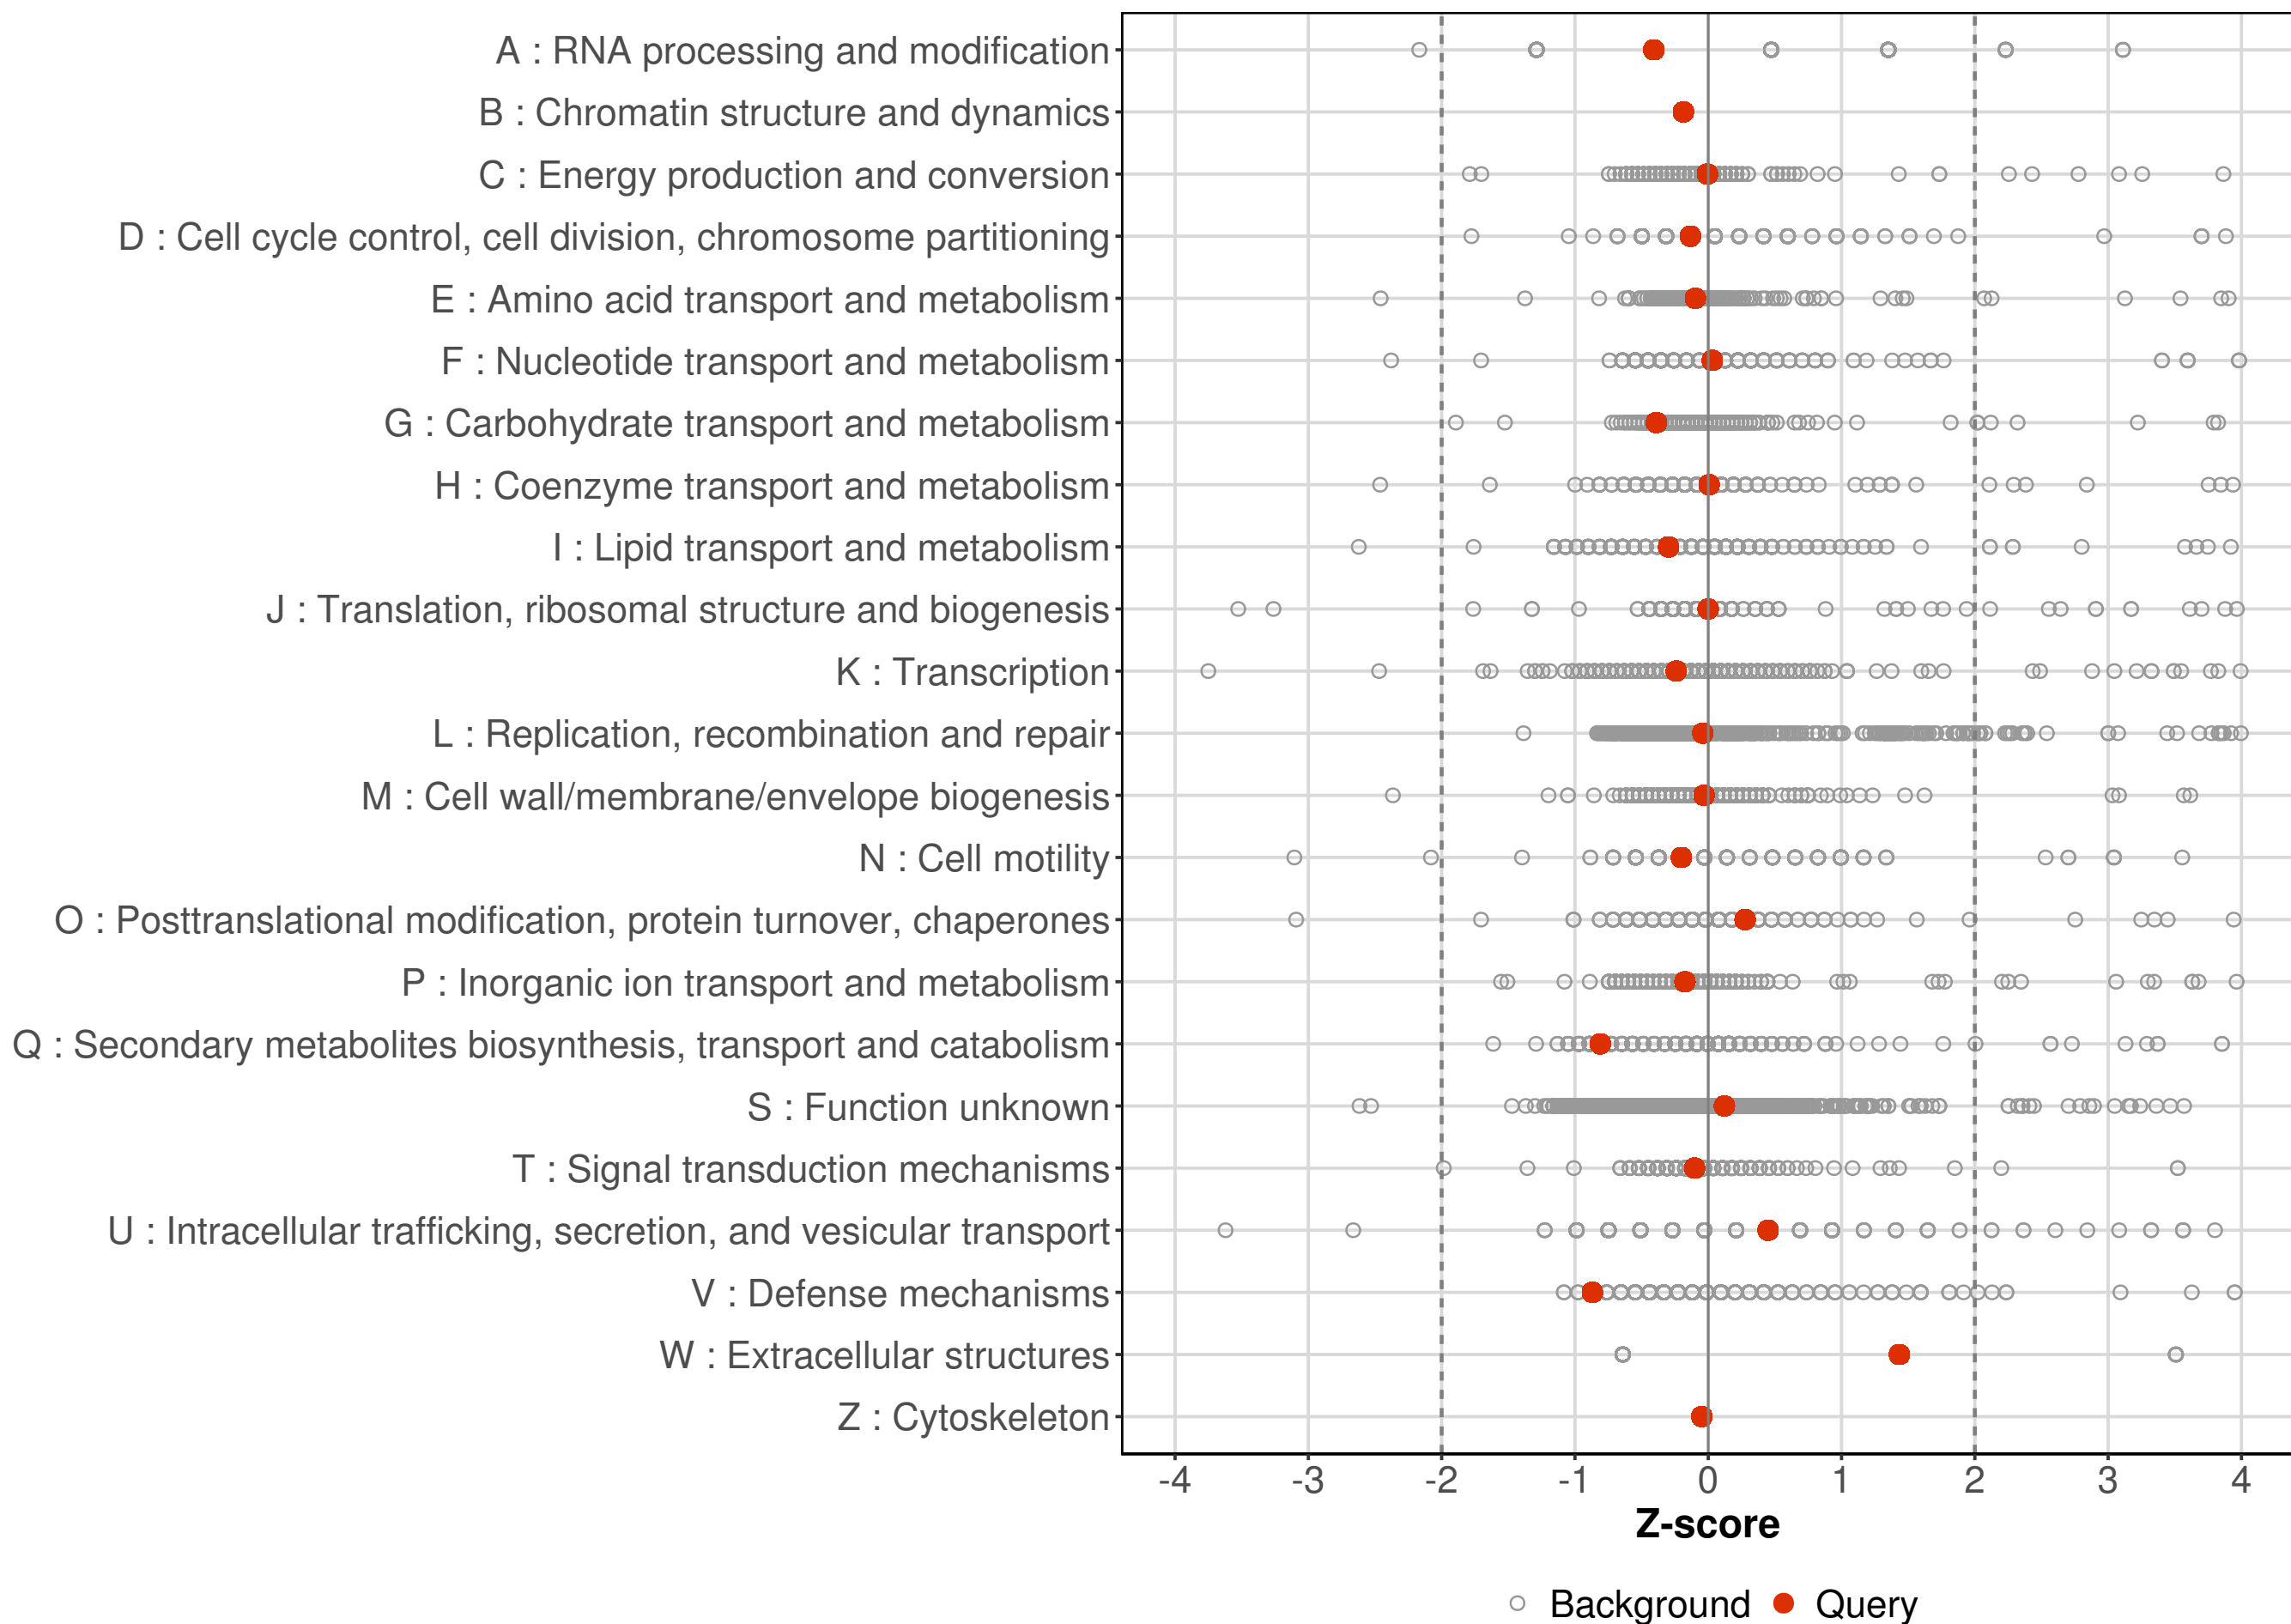 A : RNA processing and modification
B : Chromatin structure and dynamics
C : Energy production and conversion
D : Cell cycle control, cell division, chromosome partitioning
E : Amino acid transport and metabolism
F : Nucleotide transport and metabolism
G : Carbohydrate transport and metabolism
H : Coenzyme transport and metabolism
I : Lipid transport and metabolism
J : Translation, ribosomal structure and biogenesis
K : Transcription
L : Replication, recombination and repair
M : Cell wall/membrane/envelope biogenesis
N : Cell motility
O : Posttranslational modification, protein turnover, chaperones
P : Inorganic ion transport and metabolism
Q : Secondary metabolites biosynthesis, transport and catabolism
S : Function unknown
T : Signal transduction mechanisms
U : Intracellular trafficking, secretion, and vesicular transport
V : Defense mechanisms
W : Extracellular structures
Z : Cytoskeleton
-4 -3 -2 -1 0 1 2 3 4
Z-score
Background Query